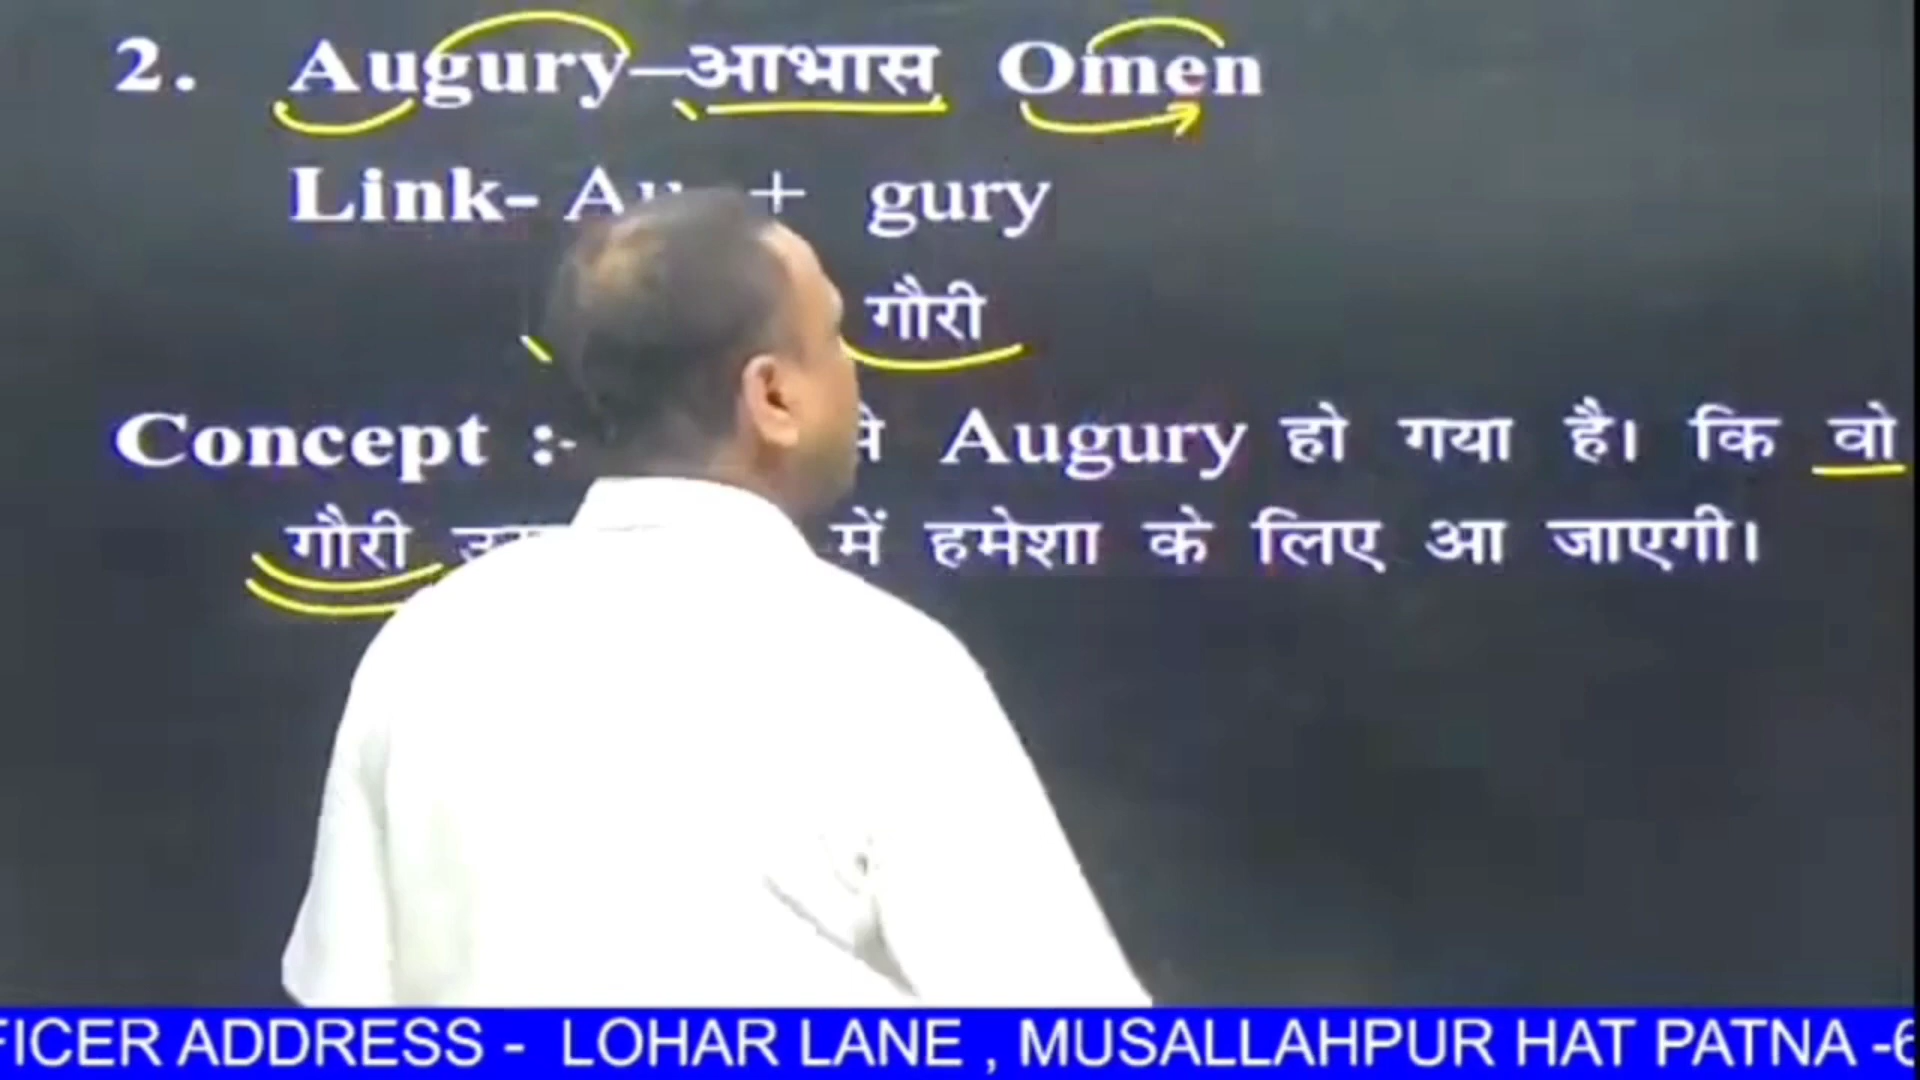 2. Augury–आभास Omen
Link- Au + gury
गौरी
Concept :- Augury हो गया है। कि वो
गौरी में हमेशा के लिए आ जाएगी।
FICER ADDRESS - LOHAR LANE , MUSALLAHPUR HAT PATNA -6